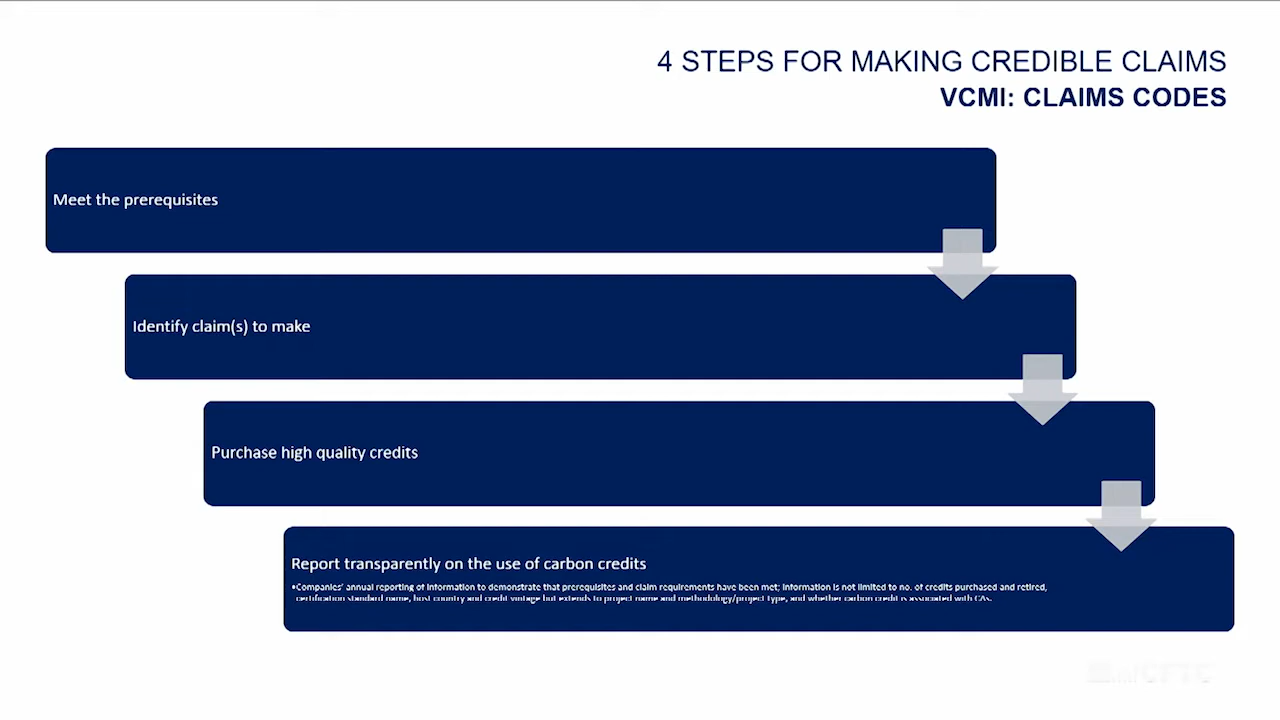 4 STEPS FOR MAKING CREDIBLE CLAIMS
VCMI: CLAIMS CODES
Meet the prerequisites
Identify claim(s) to make
Purchase high quality credits
Report transparently on the use of carbon credits
•Companies' annual reporting of information to demonstrate that prerequisites and claim requirements have been met; information is not limited to no. of credits purchased and retired,
certification standard name, host country and credit vintage but extends to project name and methodology/project type, and whether carbon credit is associated with CAs.